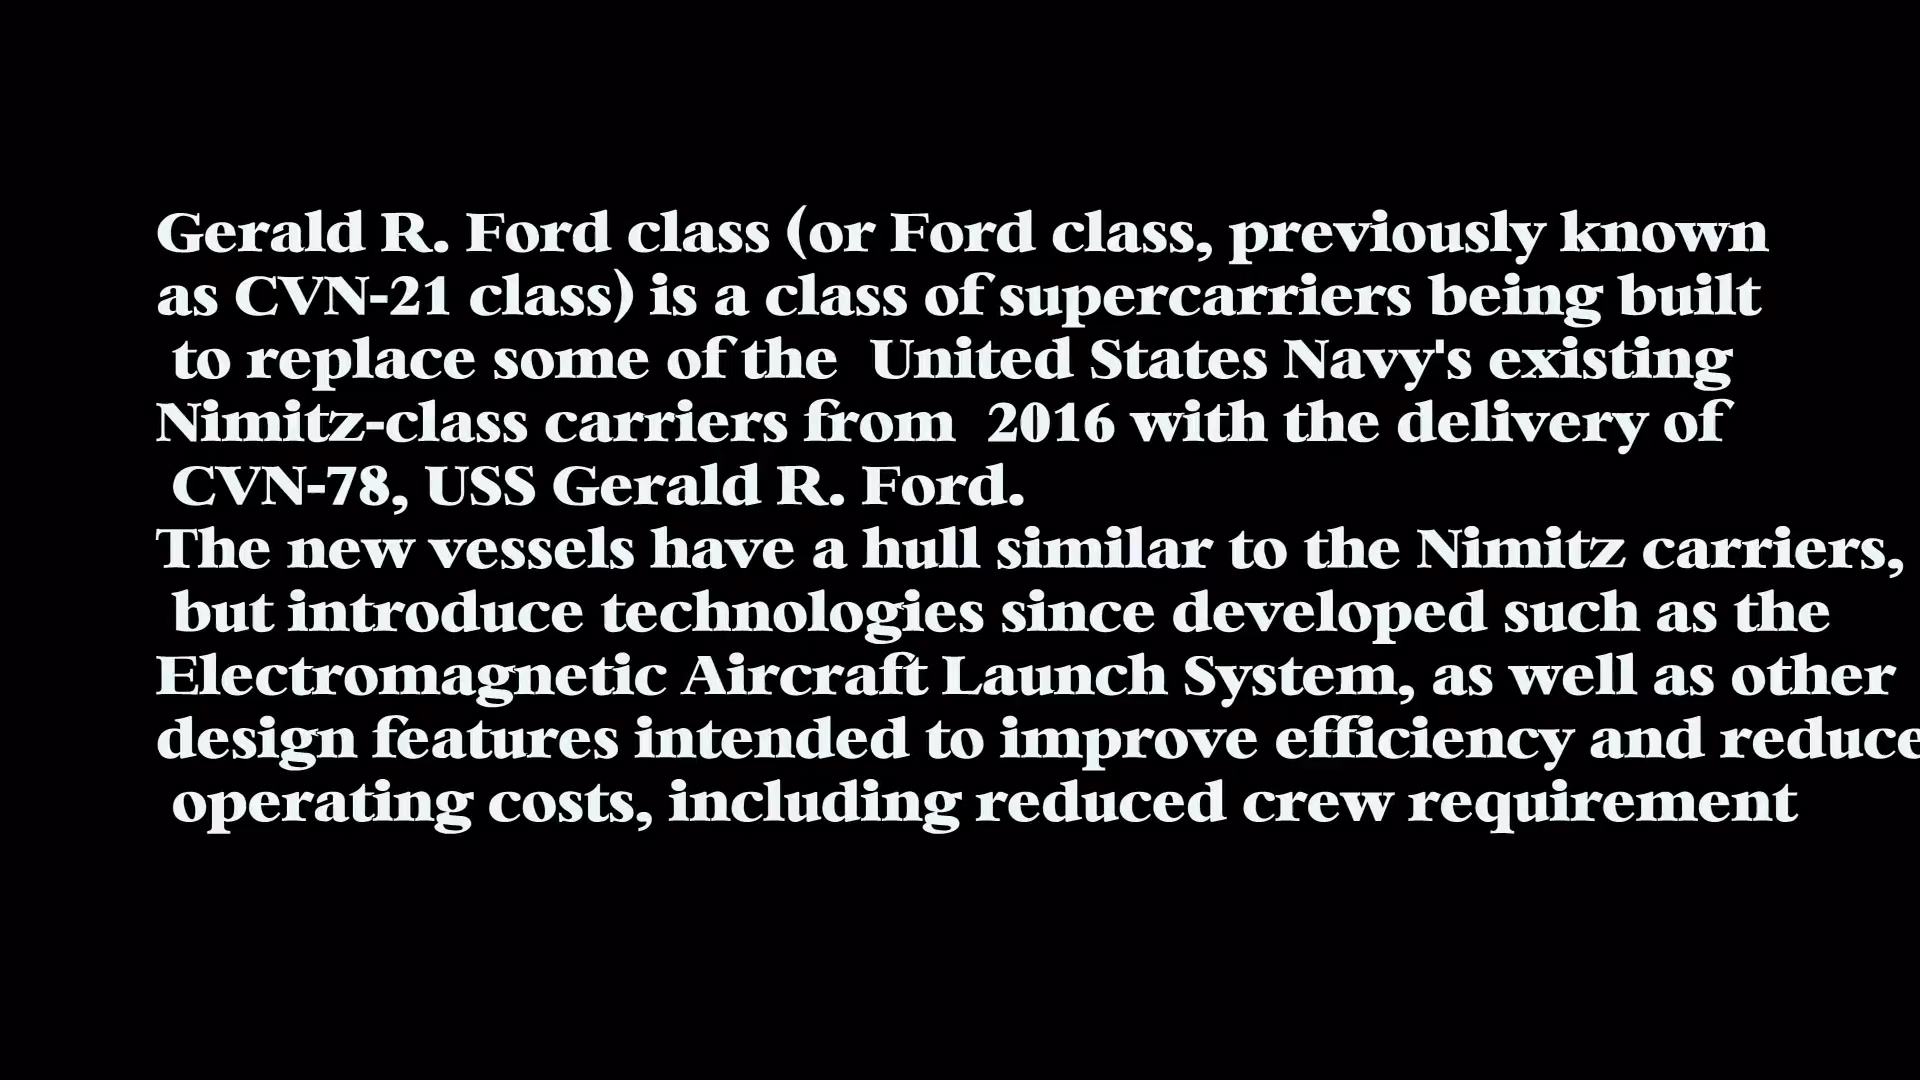 Gerald R. Ford class (or Ford class, previously known
as CVN-21 class) is a class of supercarriers being built
to replace some of the  United States Navy's existing
Nimitz-class carriers from  2016 with the delivery of
CVN-78, USS Gerald R. Ford.
The new vessels have a hull similar to the Nimitz carriers,
but introduce technologies since developed such as the
Electromagnetic Aircraft Launch System, as well as other
design features intended to improve efficiency and reduce
operating costs, including reduced crew requirement